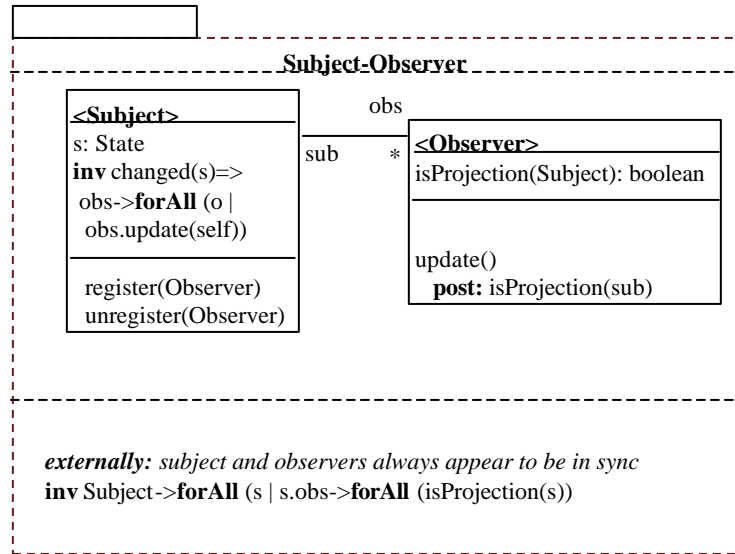 Subject-Observer
<Subject>
s: State
inv changed(s)=>
obs->forAll (o |
obs.update(self))
register(Observer)
unregister(Observer)
obs
sub *
<Observer>
isProjection(Subject): boolean
update()
post: isProjection(sub)
externally: subject and observers always appear to be in sync
inv Subject->forAll (s | s.obs->forAll (isProjection(s))